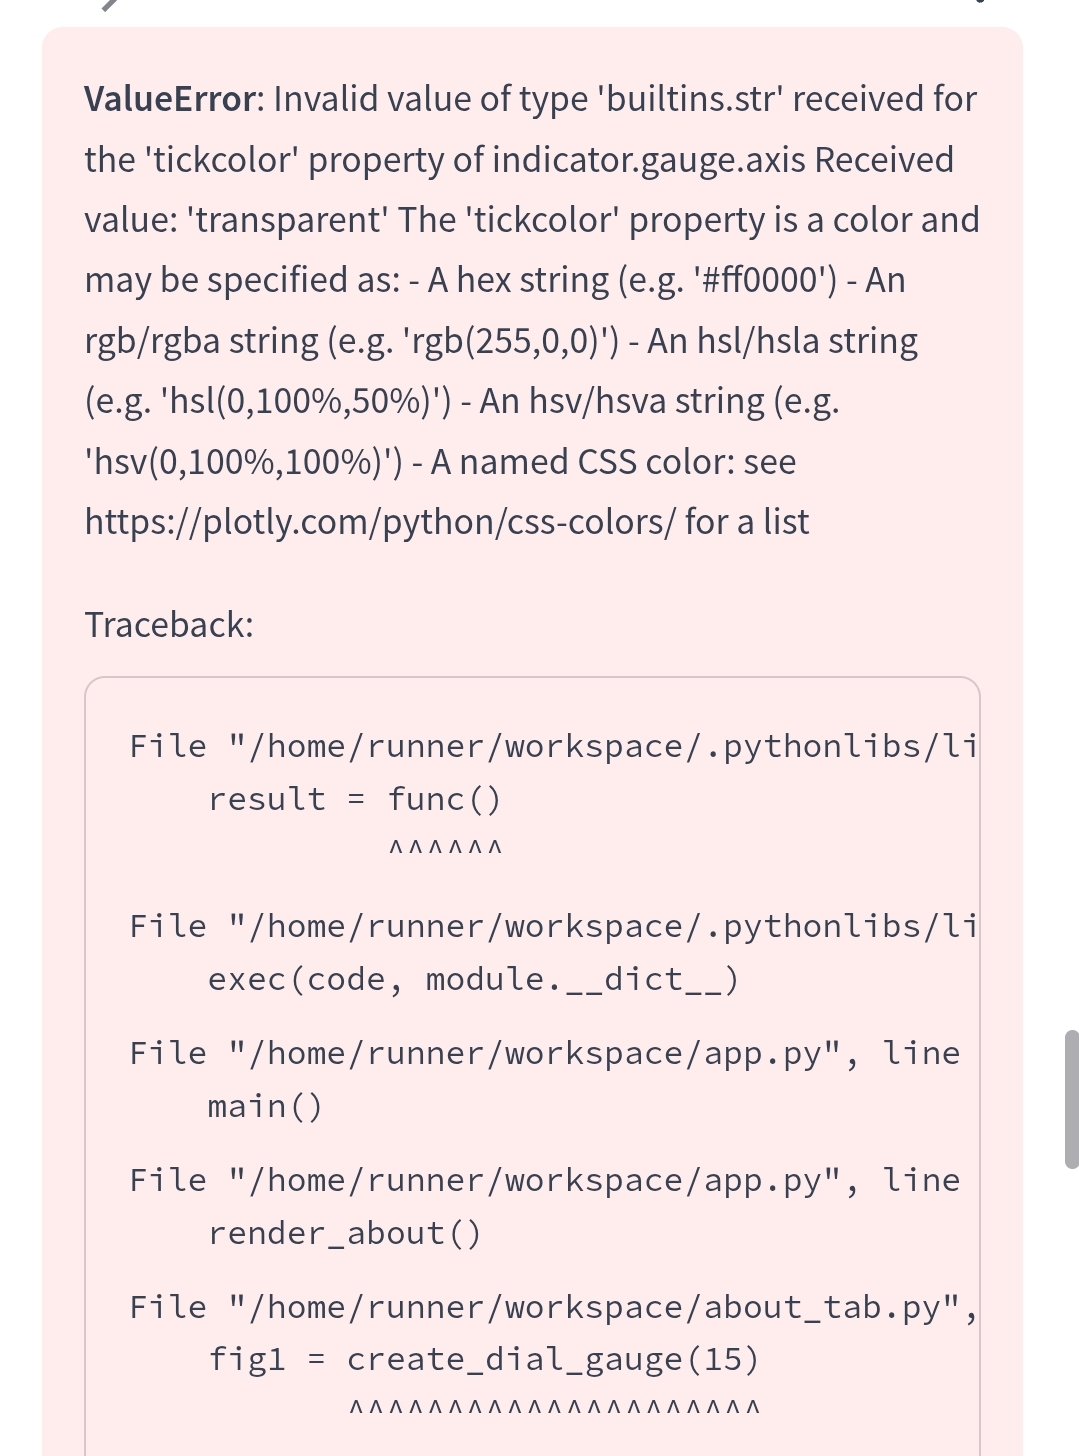 ValueError: Invalid value of type 'builtins.str' received for
the 'tickcolor' property of indicator.gauge.axis Received
value: 'transparent' The 'tickcolor' property is a color and
may be specified as: - A hex string (e.g. '#ff0000') - An
rgb/rgba string (e.g. 'rgb(255,0,0)') - An hsl/hsla string
(e.g. 'hsl(0,100%,50%)') - An hsv/hsva string (e.g.
'hsv(0,100%,100%)') - A named CSS color: see
https://plotly.com/python/css-colors/ for a list
Traceback:
File "/home/runner/workspace/.pythonlibs/li
result = func()
^^^^^^
File "/home/runner/workspace/.pythonlibs/li
exec(code, module.__dict__)
File "/home/runner/workspace/app.py", line
main()
File "/home/runner/workspace/app.py", line
render_about()
File "/home/runner/workspace/about_tab.py",
fig1 = create_dial_gauge(15)
^^^^^^^^^^^^^^^^^^^^^